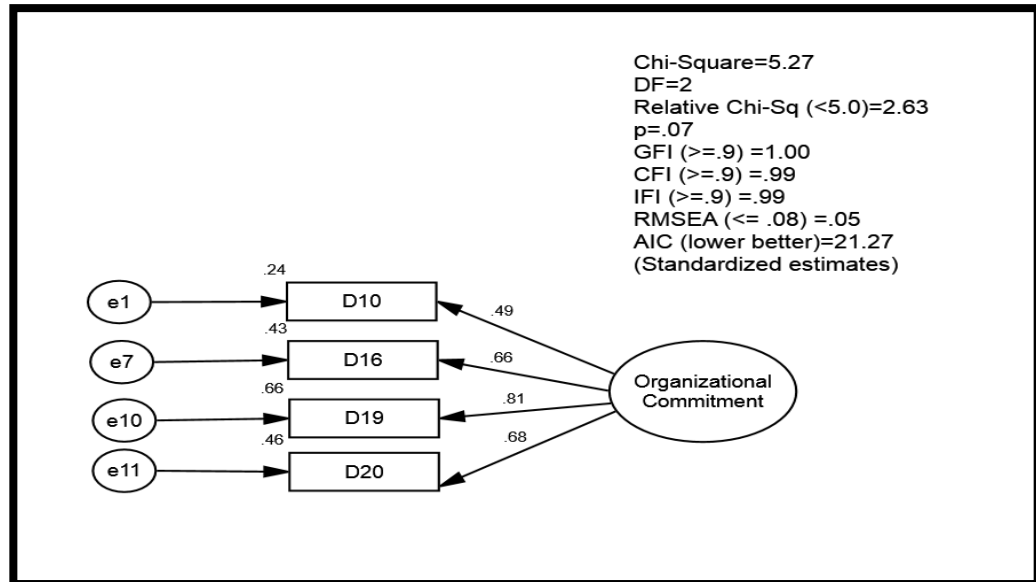 Chi-Square=5.27
DF=2
Relative Chi-Sq (<5.0)=2.63
p=.07
GFI (>=.9) =1.00
CFI (>=.9) =.99
IFI (>=.9) =.99
RMSEA (<= .08) =.05
AIC (lower better)=21.27
(Standardized estimates)
.24
e1
D10
.49
.43
e7
D16
.66
.66
e10
D19
.81
.46
e11
D20
.68
Organizational
Commitment